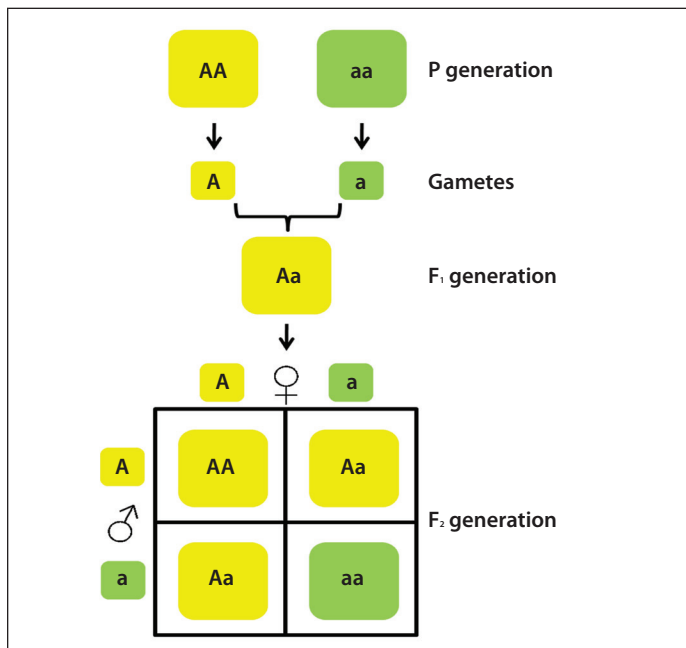 AA aa P generation
A a Gametes
Aa F₁ generation
A ♀ a
A AA Aa
♂ F₂ generation
a Aa aa